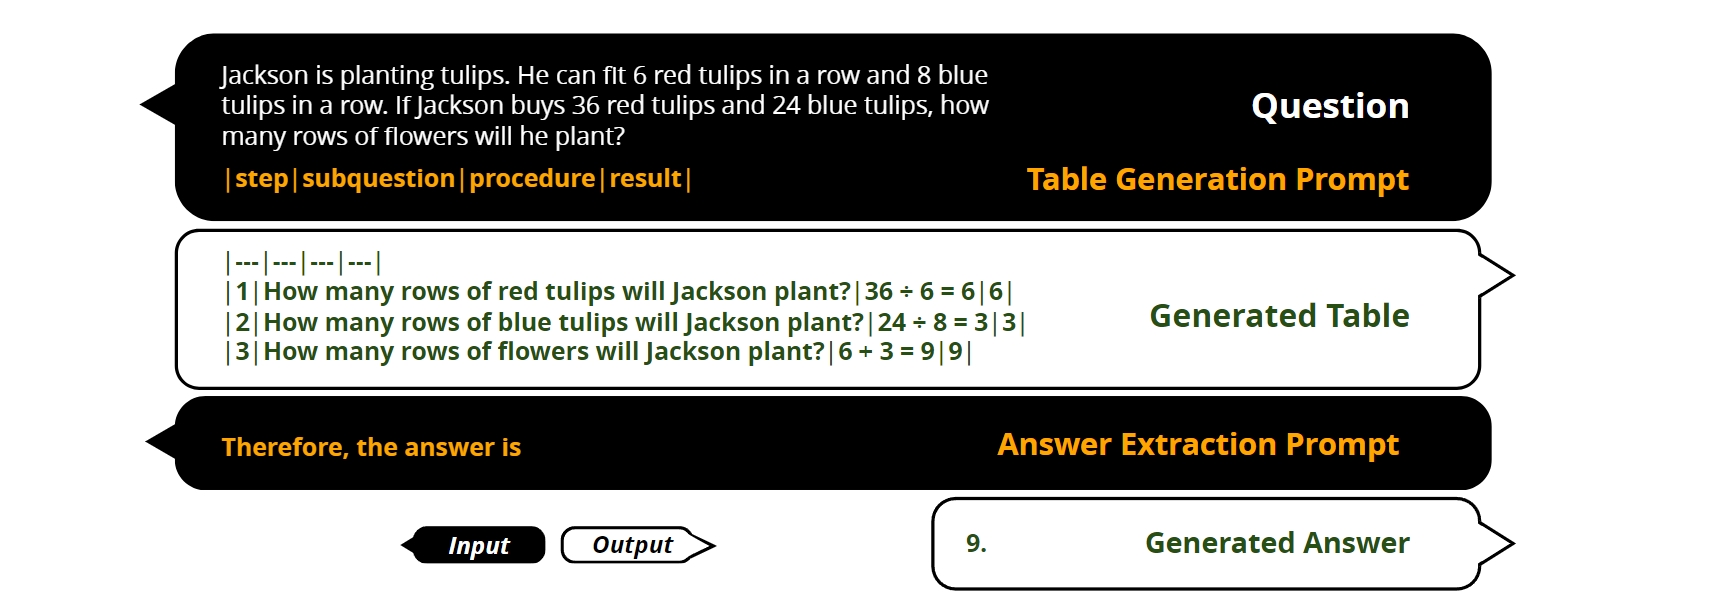 Jackson is planting tulips. He can fit 6 red tulips in a row and 8 blue
tulips in a row. If Jackson buys 36 red tulips and 24 blue tulips, how
many rows of flowers will he plant?
Question
|step|subquestion|procedure|result|
Table Generation Prompt
|---|---|---|---|
|1|How many rows of red tulips will Jackson plant?|36 ÷ 6 = 6|6|
|2|How many rows of blue tulips will Jackson plant?|24 ÷ 8 = 3|3|
|3|How many rows of flowers will Jackson plant?|6 + 3 = 9|9|
Generated Table
Therefore, the answer is
Answer Extraction Prompt
Input
Output
9.
Generated Answer